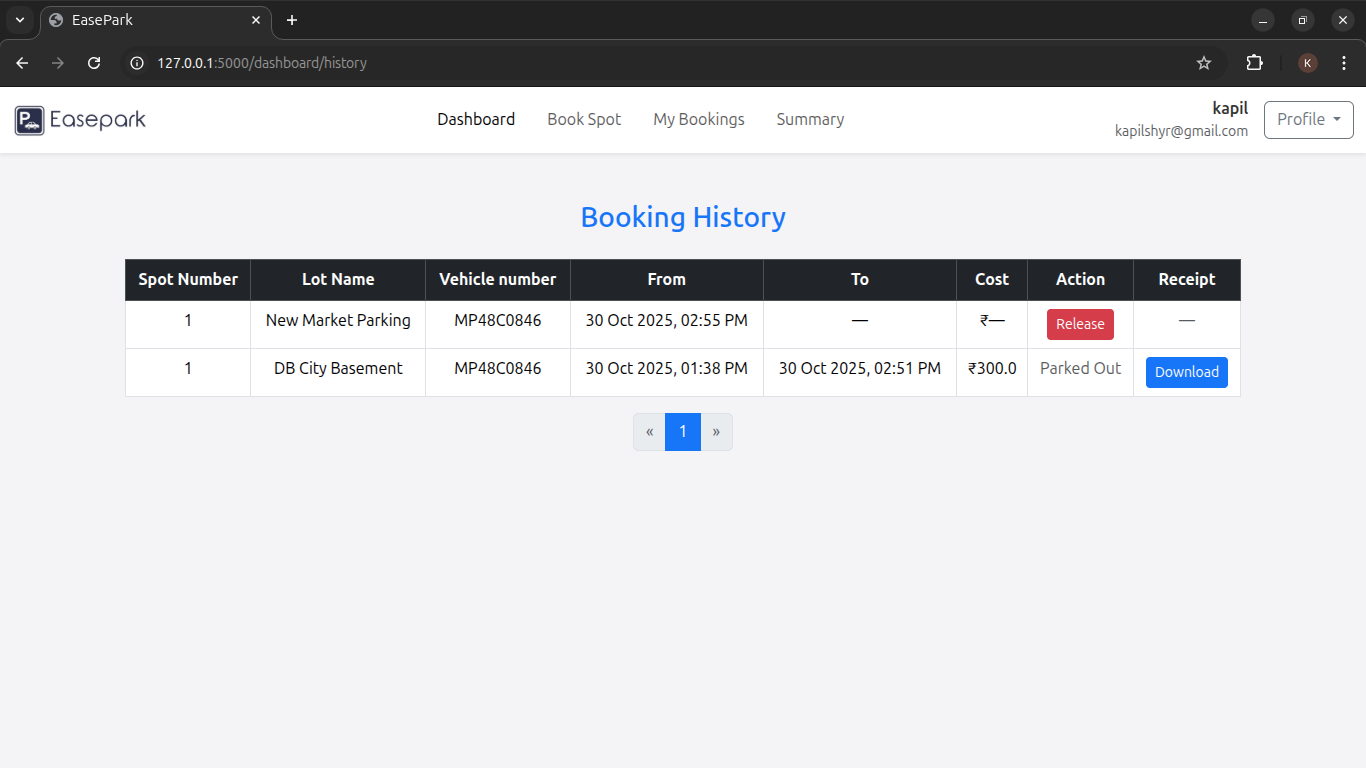 EasePark
127.0.0.1:5000/dashboard/history
K
P Easepark
Dashboard Book Spot My Bookings Summary
kapil
kapilshyr@gmail.com
Profile
Booking History
Spot Number Lot Name Vehicle number From To Cost Action Receipt
1 New Market Parking MP48C0846 30 Oct 2025, 02:55 PM — ₹— Release —
1 DB City Basement MP48C0846 30 Oct 2025, 01:38 PM 30 Oct 2025, 02:51 PM ₹300.0 Parked Out Download
« 1 »